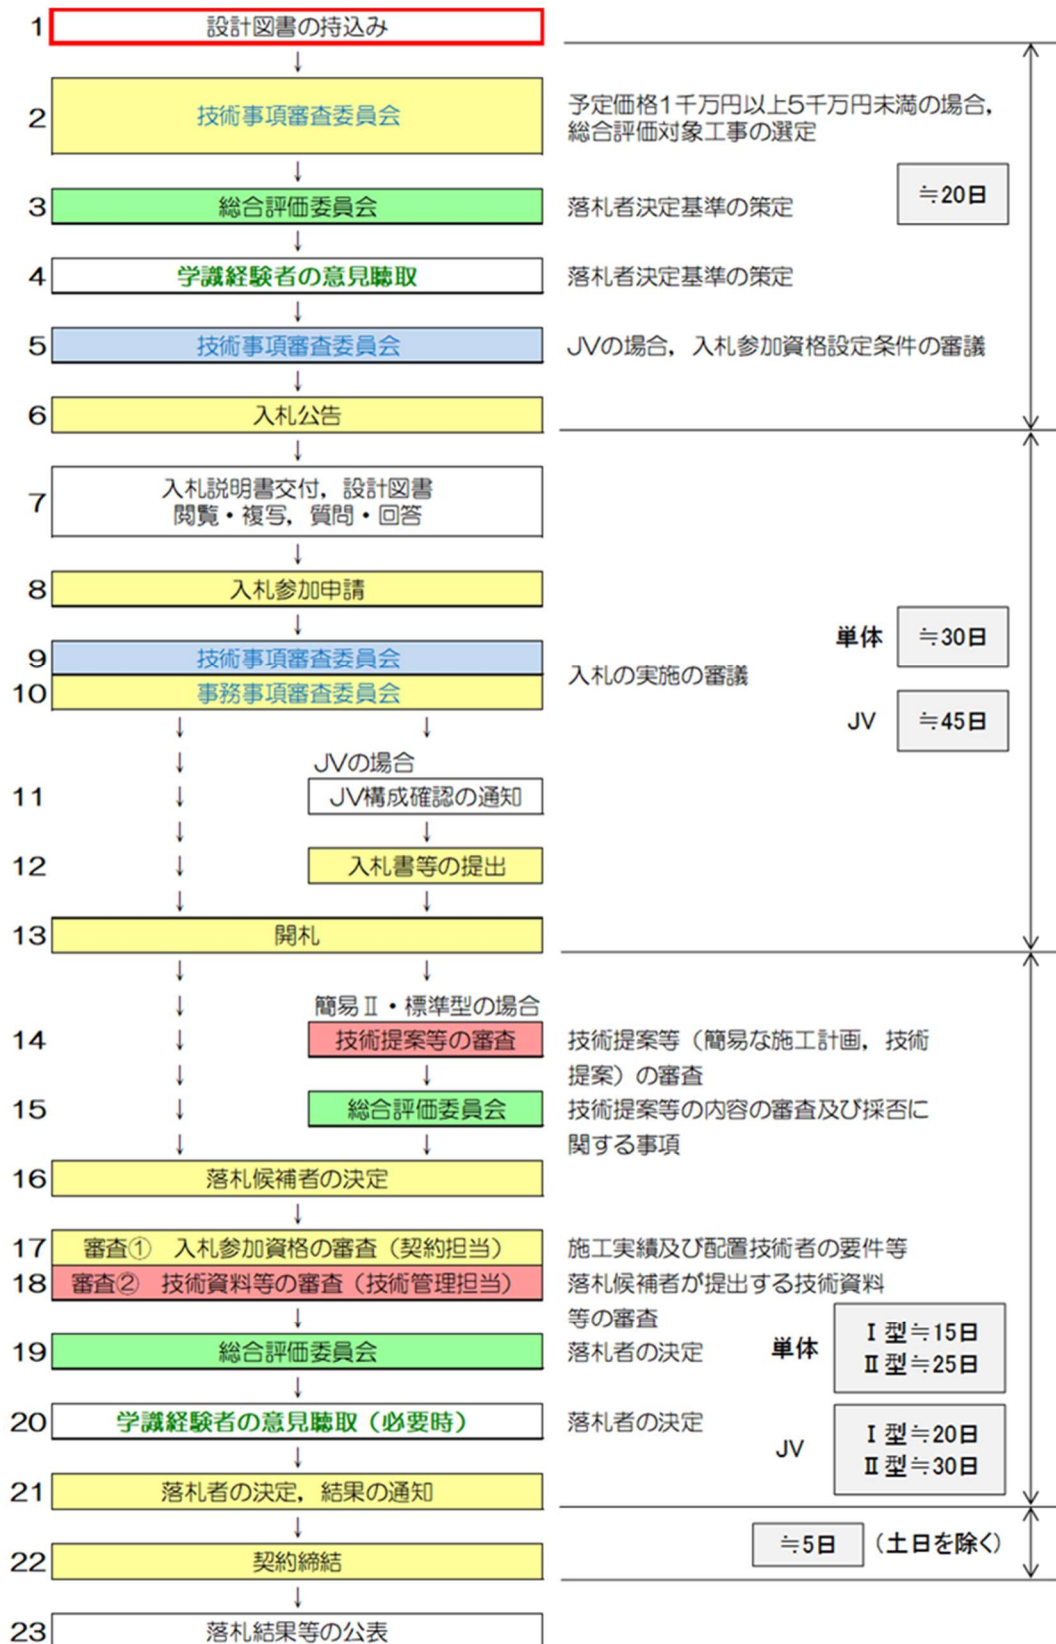 1 設計図書の持込み
↓
2 技術事項審査委員会
予定価格1千万円以上5千万円未満の場合,
総合評価対象工事の選定
↓
≒20日
3 総合評価委員会 落札者決定基準の策定
↓
4 学識経験者の意見聴取 落札者決定基準の策定
↓
5 技術事項審査委員会 JVの場合，入札参加資格設定条件の審議
↓
6 入札公告
↓
7 入札説明書交付，設計図書
閲覧・複写，質問・回答
↓
8 入札参加申請
↓
単体 ≒30日
9 技術事項審査委員会
入札の実施の審議
10 事務事項審査委員会
JV ≒45日
↓ ↓
↓ JVの場合
11 ↓ JV構成確認の通知
↓ ↓
12 ↓ 入札書等の提出
↓ ↓
13 開札
↓ ↓
↓ 簡易Ⅱ・標準型の場合
14 ↓ 技術提案等の審査 技術提案等（簡易な施工計画，技術
↓ ↓ 提案）の審査
15 ↓ 総合評価委員会 技術提案等の内容の審査及び採否に
↓ ↓ 関する事項
16 落札候補者の決定
↓
17 審査① 入札参加資格の審査（契約担当） 施工実績及び配置技術者の要件等
18 審査② 技術資料等の審査（技術管理担当） 落札候補者が提出する技術資料
↓ 等の審査
19 総合評価委員会 落札者の決定 単体 Ⅰ型≒15日
Ⅱ型≒25日
↓
20 学識経験者の意見聴取（必要時） 落札者の決定
JV Ⅰ型≒20日
Ⅱ型≒30日
↓
21 落札者の決定，結果の通知
↓
≒5日 （土日を除く）
22 契約締結
↓
23 落札結果等の公表